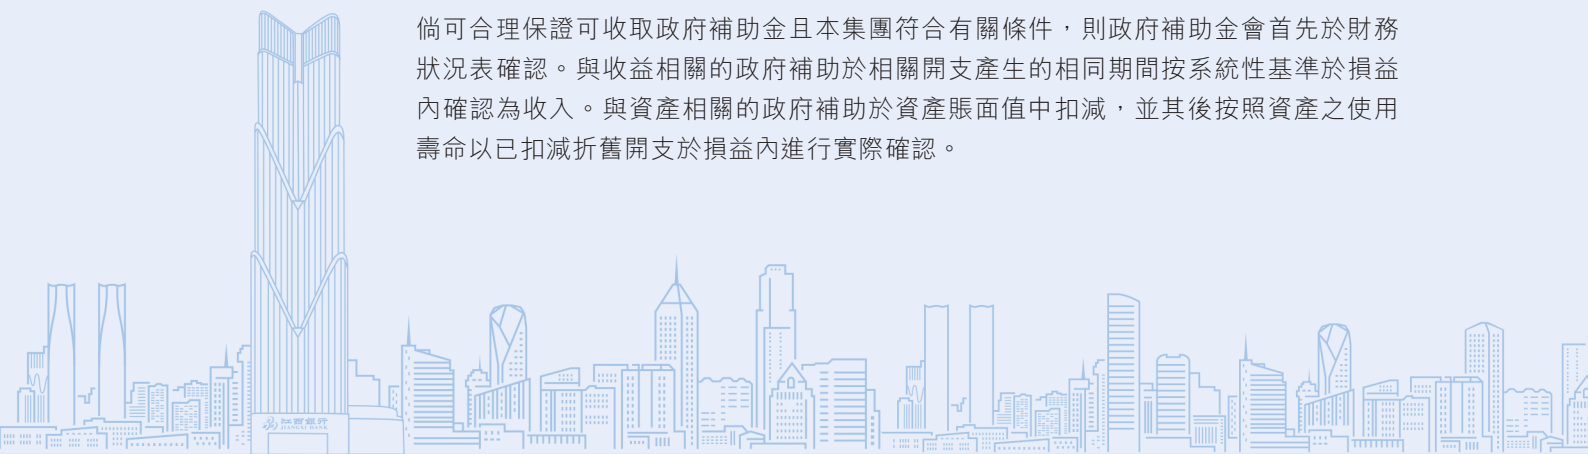 倘可合理保證可收取政府補助金且本集團符合有關條件，則政府補助金會首先於財務
狀況表確認。與收益相關的政府補助於相關開支產生的相同期間按系統性基準於損益
內確認為收入。與資產相關的政府補助於資產賬面值中扣減，並其後按照資產之使用
壽命以已扣減折舊開支於損益內進行實際確認。
江西銀行